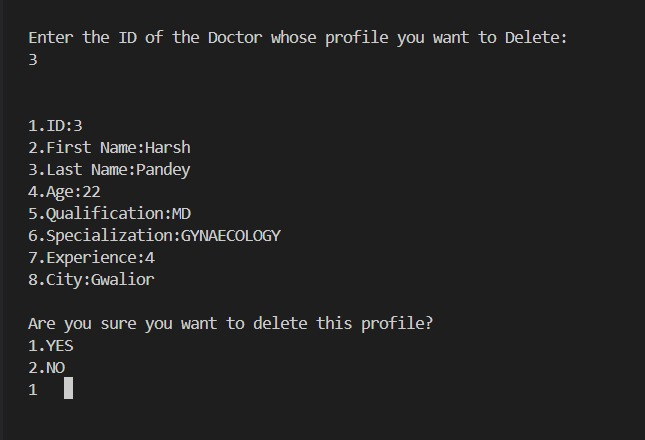 Enter the ID of the Doctor whose profile you want to Delete:
3
1.ID:3
2.First Name:Harsh
3.Last Name:Pandey
4.Age:22
5.Qualification:MD
6.Specialization:GYNAECOLOGY
7.Experience:4
8.City:Gwalior
Are you sure you want to delete this profile?
1.YES
2.NO
1